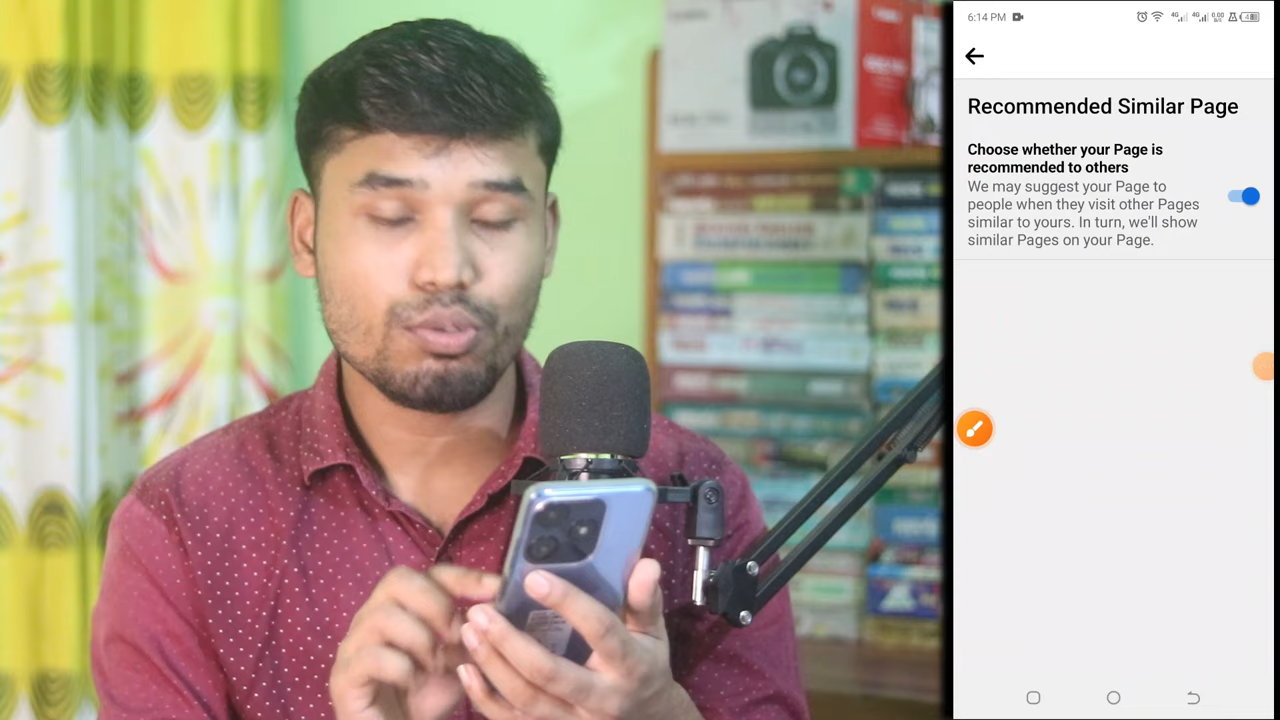 6:14 PM
Recommended Similar Page
Choose whether your Page is
recommended to others
We may suggest your Page to
people when they visit other Pages
similar to yours. In turn, we'll show
similar Pages on your Page.